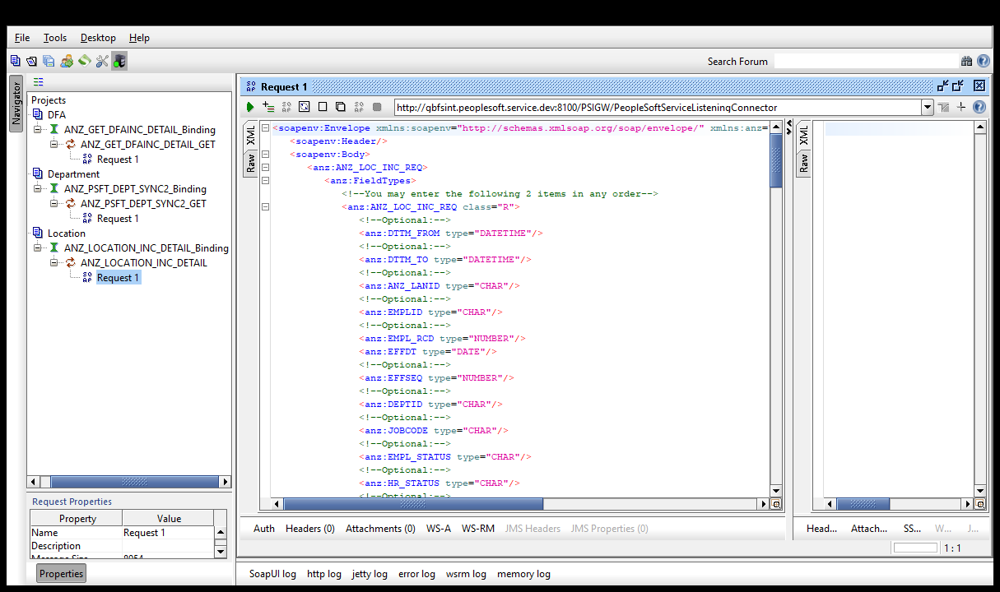 File Tools Desktop Help
Search Forum
Navigator
Projects
DFA
ANZ_GET_DFAINC_DETAIL_Binding
ANZ_GET_DFAINC_DETAIL_GET
Request 1
Department
ANZ_PSFT_DEPT_SYNC2_Binding
ANZ_PSFT_DEPT_SYNC2_GET
Request 1
Location
ANZ_LOCATION_INC_DETAIL_Binding
ANZ_LOCATION_INC_DETAIL
Request 1
Request Properties
Property Value
Name Request 1
Description
Message Size 8954
Properties
Request 1
http://qbfsint.peoplesoft.service.dev:8100/PSIGW/PeopleSoftServiceListeningConnector
XML
Raw
<soapenv:Envelope xmlns:soapenv="http://schemas.xmlsoap.org/soap/envelope/" xmlns:anz=
<soapenv:Header/>
<soapenv:Body>
<anz:ANZ_LOC_INC_REQ>
<anz:FieldTypes>
<!--You may enter the following 2 items in any order-->
<anz:ANZ_LOC_INC_REQ class="R">
<!--Optional:-->
<anz:DTTM_FROM type="DATETIME"/>
<!--Optional:-->
<anz:DTTM_TO type="DATETIME"/>
<!--Optional:-->
<anz:ANZ_LANID type="CHAR"/>
<!--Optional:-->
<anz:EMPLID type="CHAR"/>
<!--Optional:-->
<anz:EMPL_RCD type="NUMBER"/>
<anz:EFFDT type="DATE"/>
<!--Optional:-->
<anz:EFFSEQ type="NUMBER"/>
<!--Optional:-->
<anz:DEPTID type="CHAR"/>
<!--Optional:-->
<anz:JOBCODE type="CHAR"/>
<!--Optional:-->
<anz:EMPL_STATUS type="CHAR"/>
<!--Optional:-->
<anz:HR_STATUS type="CHAR"/>
<!--Optional:-->
XML
Raw
Auth Headers (0) Attachments (0) WS-A WS-RM JMS Headers JMS Properties (0)
Head... Attach... SS... W... J...
1 : 1
SoapUI log http log jetty log error log wsrm log memory log